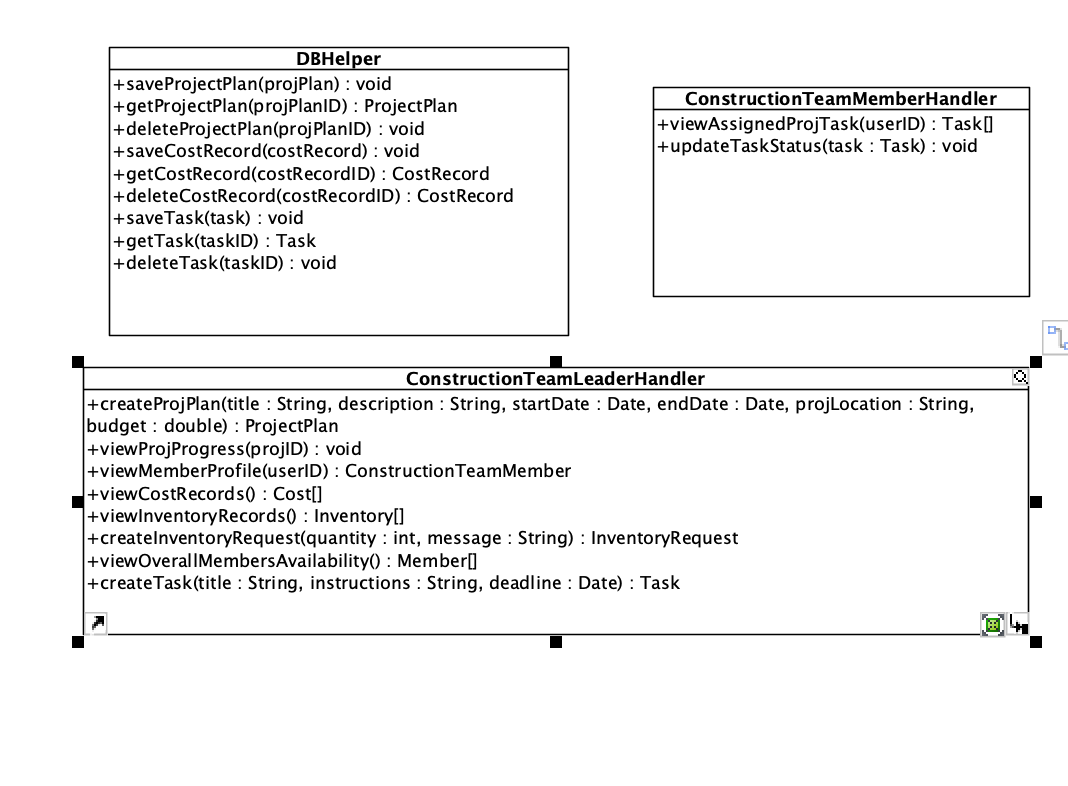 DBHelper
+saveProjectPlan(projPlan) : void
+getProjectPlan(projPlanID) : ProjectPlan
+deleteProjectPlan(projPlanID) : void
+saveCostRecord(costRecord) : void
+getCostRecord(costRecordID) : CostRecord
+deleteCostRecord(costRecordID) : CostRecord
+saveTask(task) : void
+getTask(taskID) : Task
+deleteTask(taskID) : void
ConstructionTeamMemberHandler
+viewAssignedProjTask(userID) : Task[]
+updateTaskStatus(task : Task) : void
ConstructionTeamLeaderHandler
+createProjPlan(title : String, description : String, startDate : Date, endDate : Date, projLocation : String,
budget : double) : ProjectPlan
+viewProjProgress(projID) : void
+viewMemberProfile(userID) : ConstructionTeamMember
+viewCostRecords() : Cost[]
+viewInventoryRecords() : Inventory[]
+createInventoryRequest(quantity : int, message : String) : InventoryRequest
+viewOverallMembersAvailability() : Member[]
+createTask(title : String, instructions : String, deadline : Date) : Task